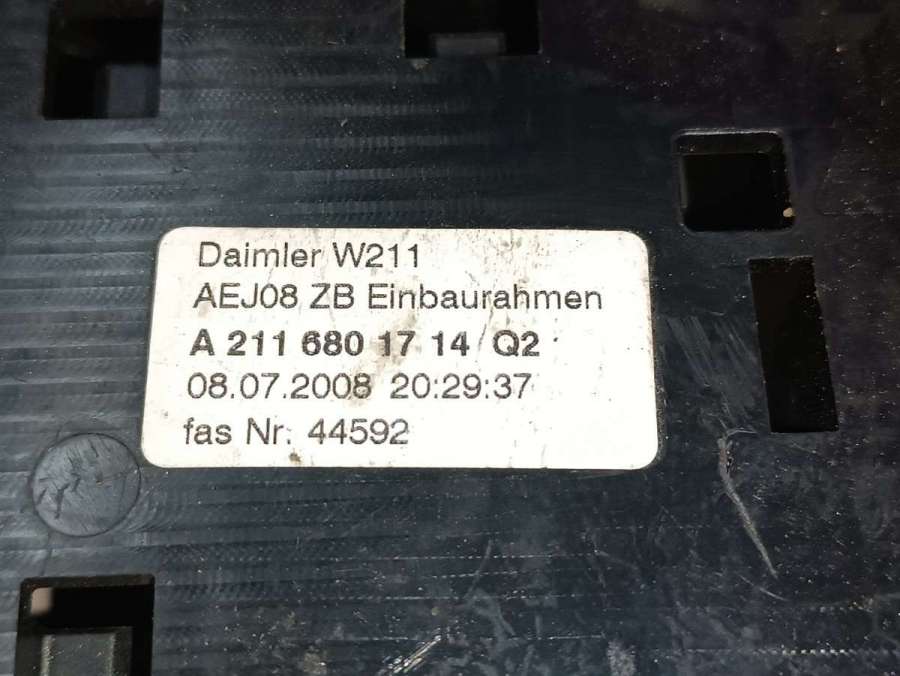 Daimler W211
AEJ08 ZB Einbaurahmen
A 211 680 17 14 Q2
08.07.2008 20:29:37
fas Nr. 44592